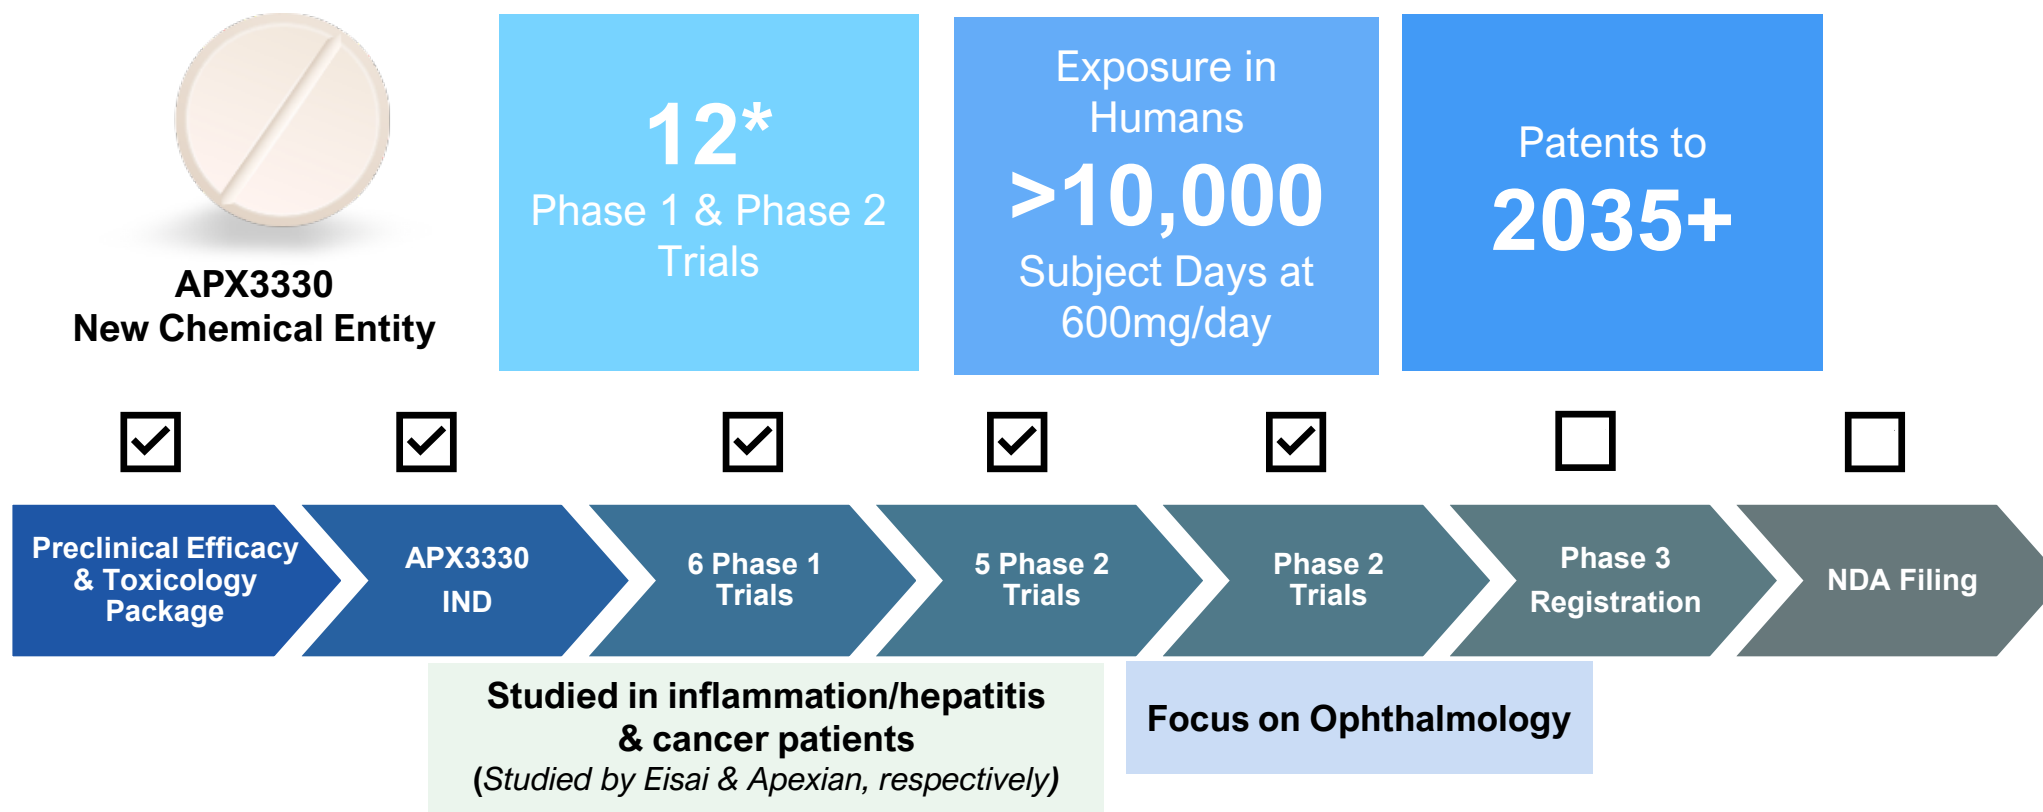 APX3330
New Chemical Entity
12*
Phase 1 & Phase 2
Trials
Exposure in
Humans
>10,000
Subject Days at
600mg/day
Patents to
2035+
Preclinical Efficacy
& Toxicology
Package
APX3330
IND
6 Phase 1
Trials
5 Phase 2
Trials
Phase 2
Trials
Phase 3
Registration
NDA Filing
Studied in inflammation/hepatitis
& cancer patients
(Studied by Eisai & Apexian, respectively)
Focus on Ophthalmology